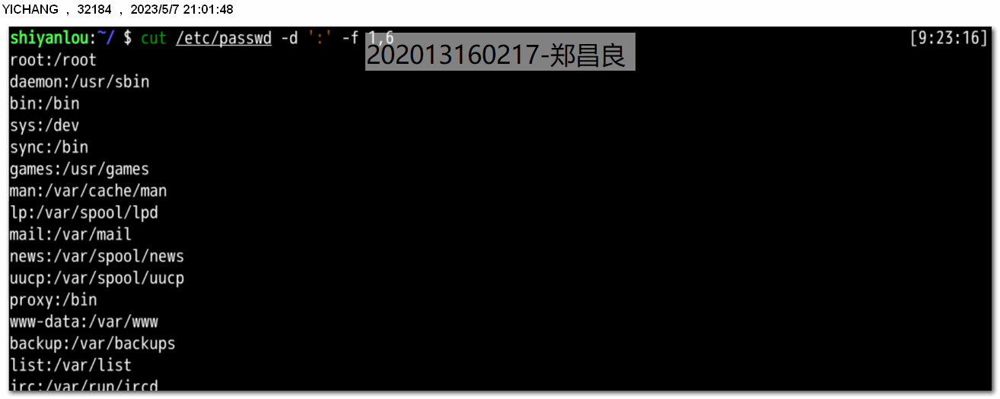 YICHANG , 32184 , 2023/5/7 21:01:48
shiyanlou:~/ $ cut /etc/passwd -d ':' -f 1,6 [9:23:16]
202013160217-郑昌良
root:/root
daemon:/usr/sbin
bin:/bin
sys:/dev
sync:/bin
games:/usr/games
man:/var/cache/man
lp:/var/spool/lpd
mail:/var/mail
news:/var/spool/news
uucp:/var/spool/uucp
proxy:/bin
www-data:/var/www
backup:/var/backups
list:/var/list
irc:/var/run/ircd